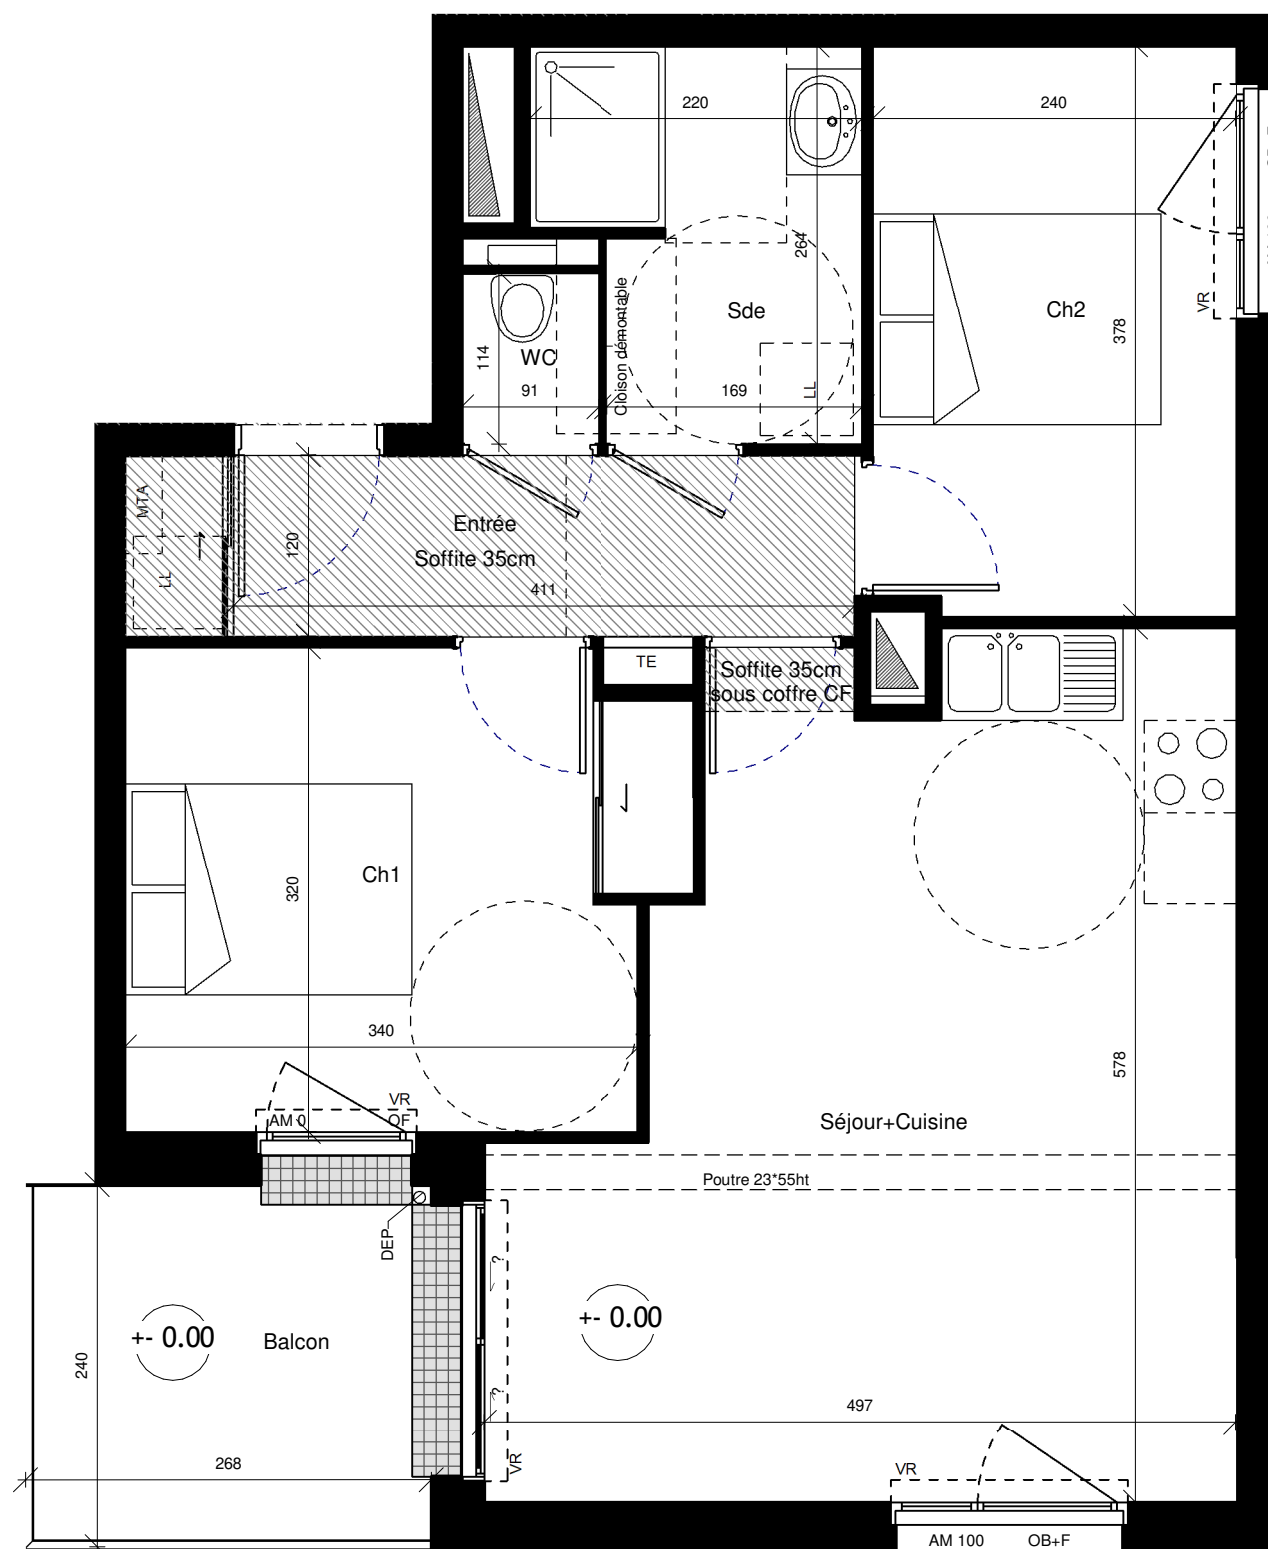 220
240
264
Cloison démontable
Sde
Ch2
VR
378
WC
114
91
169
LL
MTA
LL
Entrée
Soffite 35cm
120
411
TE
Soffite 35cm
sous coffre CF
Ch1
320
340
VR
AM 0
OF
578
Séjour+Cuisine
Poutre 23*55ht
DEP
?
+- 0.00
Balcon
+- 0.00
240
?
497
268
VR
VR
AM 100
OB+F